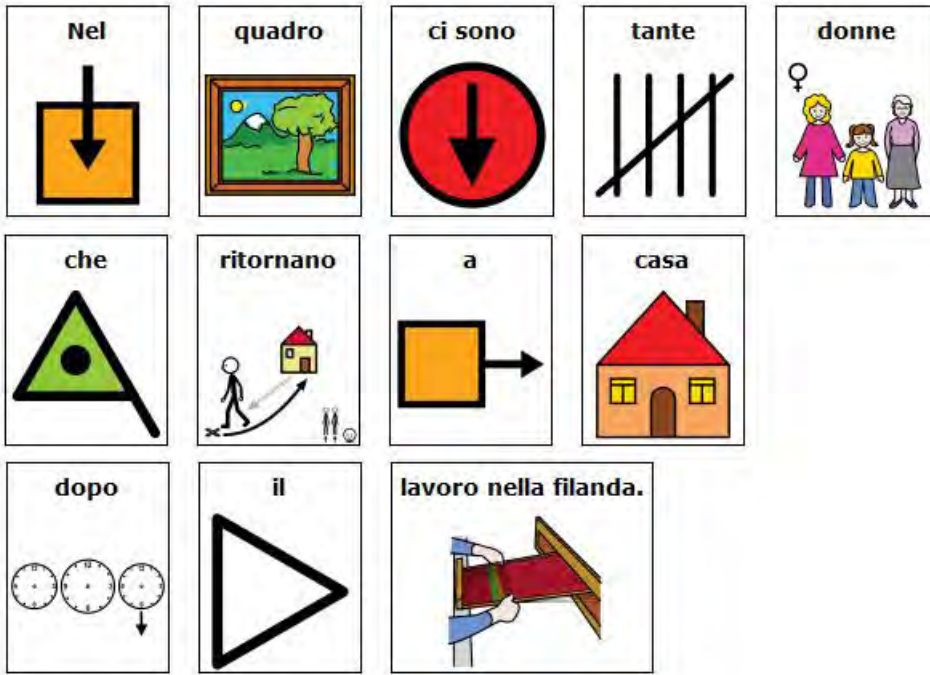 Nel quadro ci sono tante donne
che ritornano a casa
dopo il lavoro nella filanda.